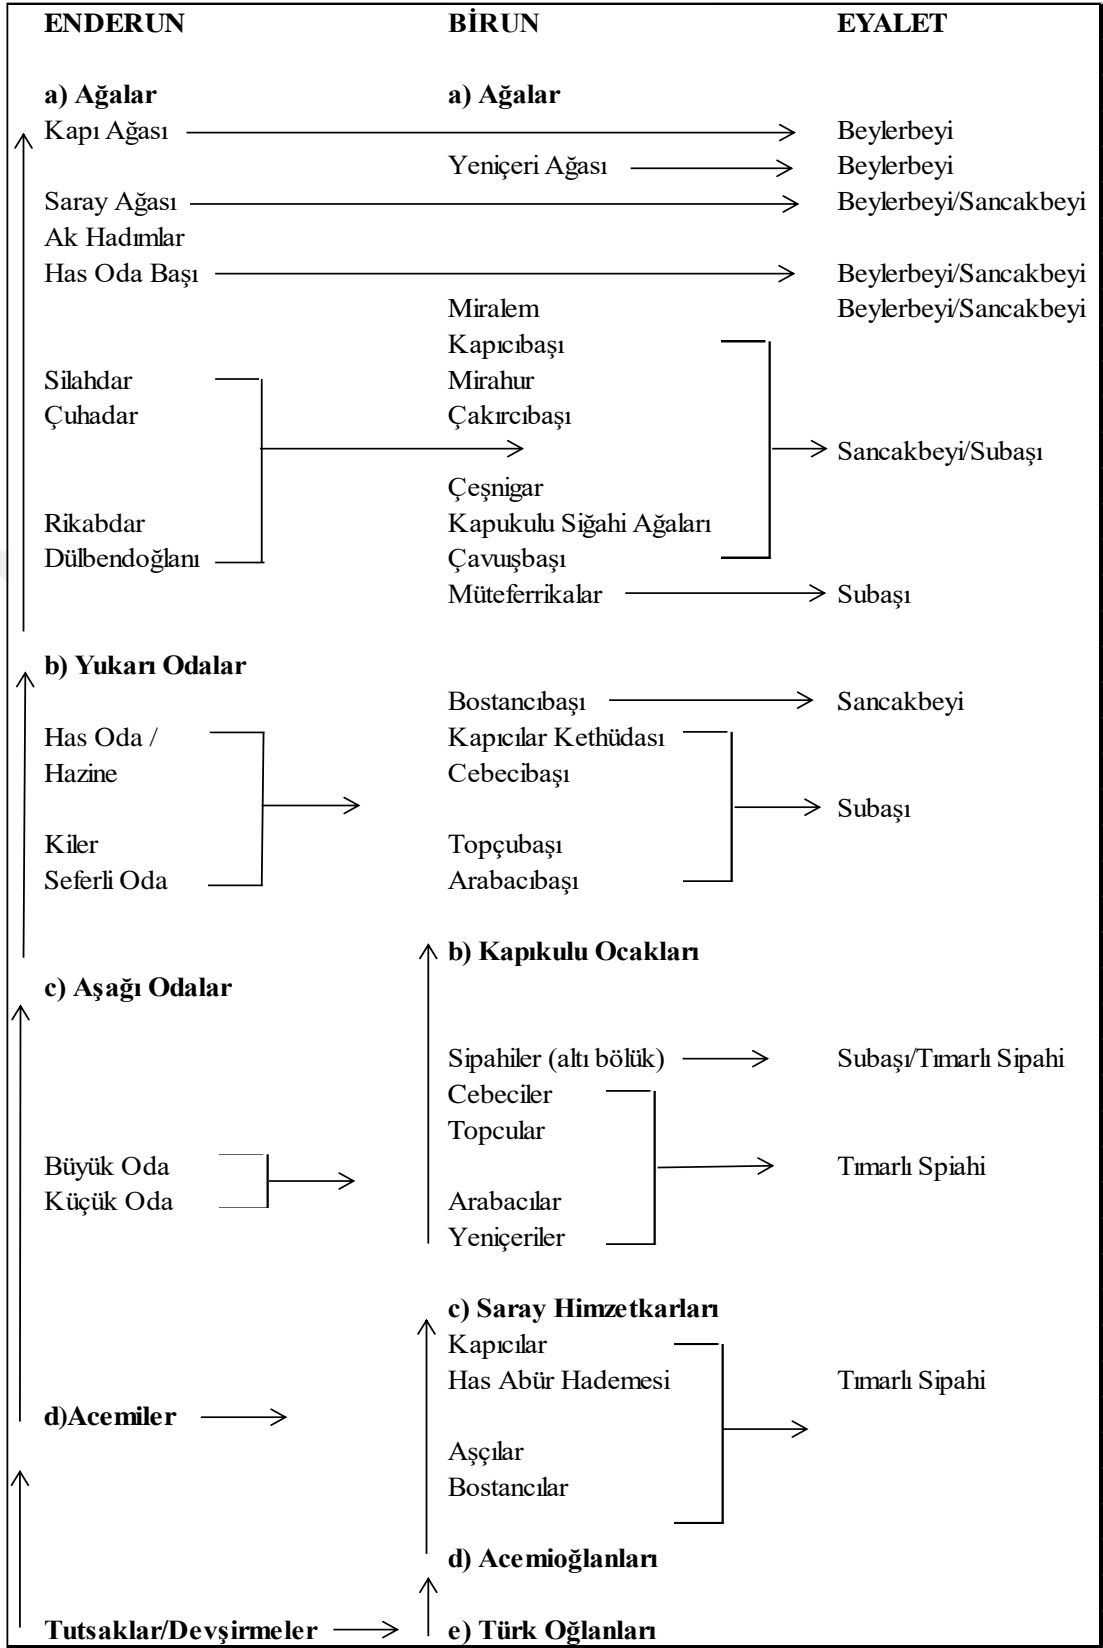 ENDERUN BİRUN EYALET
a) Ağalar a) Ağalar
Kapı Ağası Beylerbeyi
Yeniçeri Ağası Beylerbeyi
Saray Ağası Beylerbeyi/Sancakbeyi
Ak Hadımlar
Has Oda Başı Beylerbeyi/Sancakbeyi
Miralem Beylerbeyi/Sancakbeyi
Kapıcıbaşı
Silahdar Mirahur
Çuhadar Çakırcıbaşı
Sancakbeyi/Subaşı
Çeşnigar
Rikabdar Kapukulu Siğahi Ağaları
Dülbendoğlanı Çavuışbaşı
Müteferrikalar Subaşı
b) Yukarı Odalar
Bostancıbaşı Sancakbeyi
Has Oda / Kapıcılar Kethüdası
Hazine Cebecibaşı
Subaşı
Kiler Topçubaşı
Seferli Oda Arabacıbaşı
b) Kapıkulu Ocakları
c) Aşağı Odalar
Sipahiler (altı bölük) Subaşı/Tımarlı Sipahi
Cebeciler
Topcular
Büyük Oda Tımarlı Spiahi
Küçük Oda Arabacılar
Yeniçeriler
c) Saray Himzetkarları
Kapıcılar
Has Abür Hademesi Tımarlı Sipahi
d)Acemiler
Aşçılar
Bostancılar
d) Acemioğlanları
Tutsaklar/Devşirmeler e) Türk Oğlanları